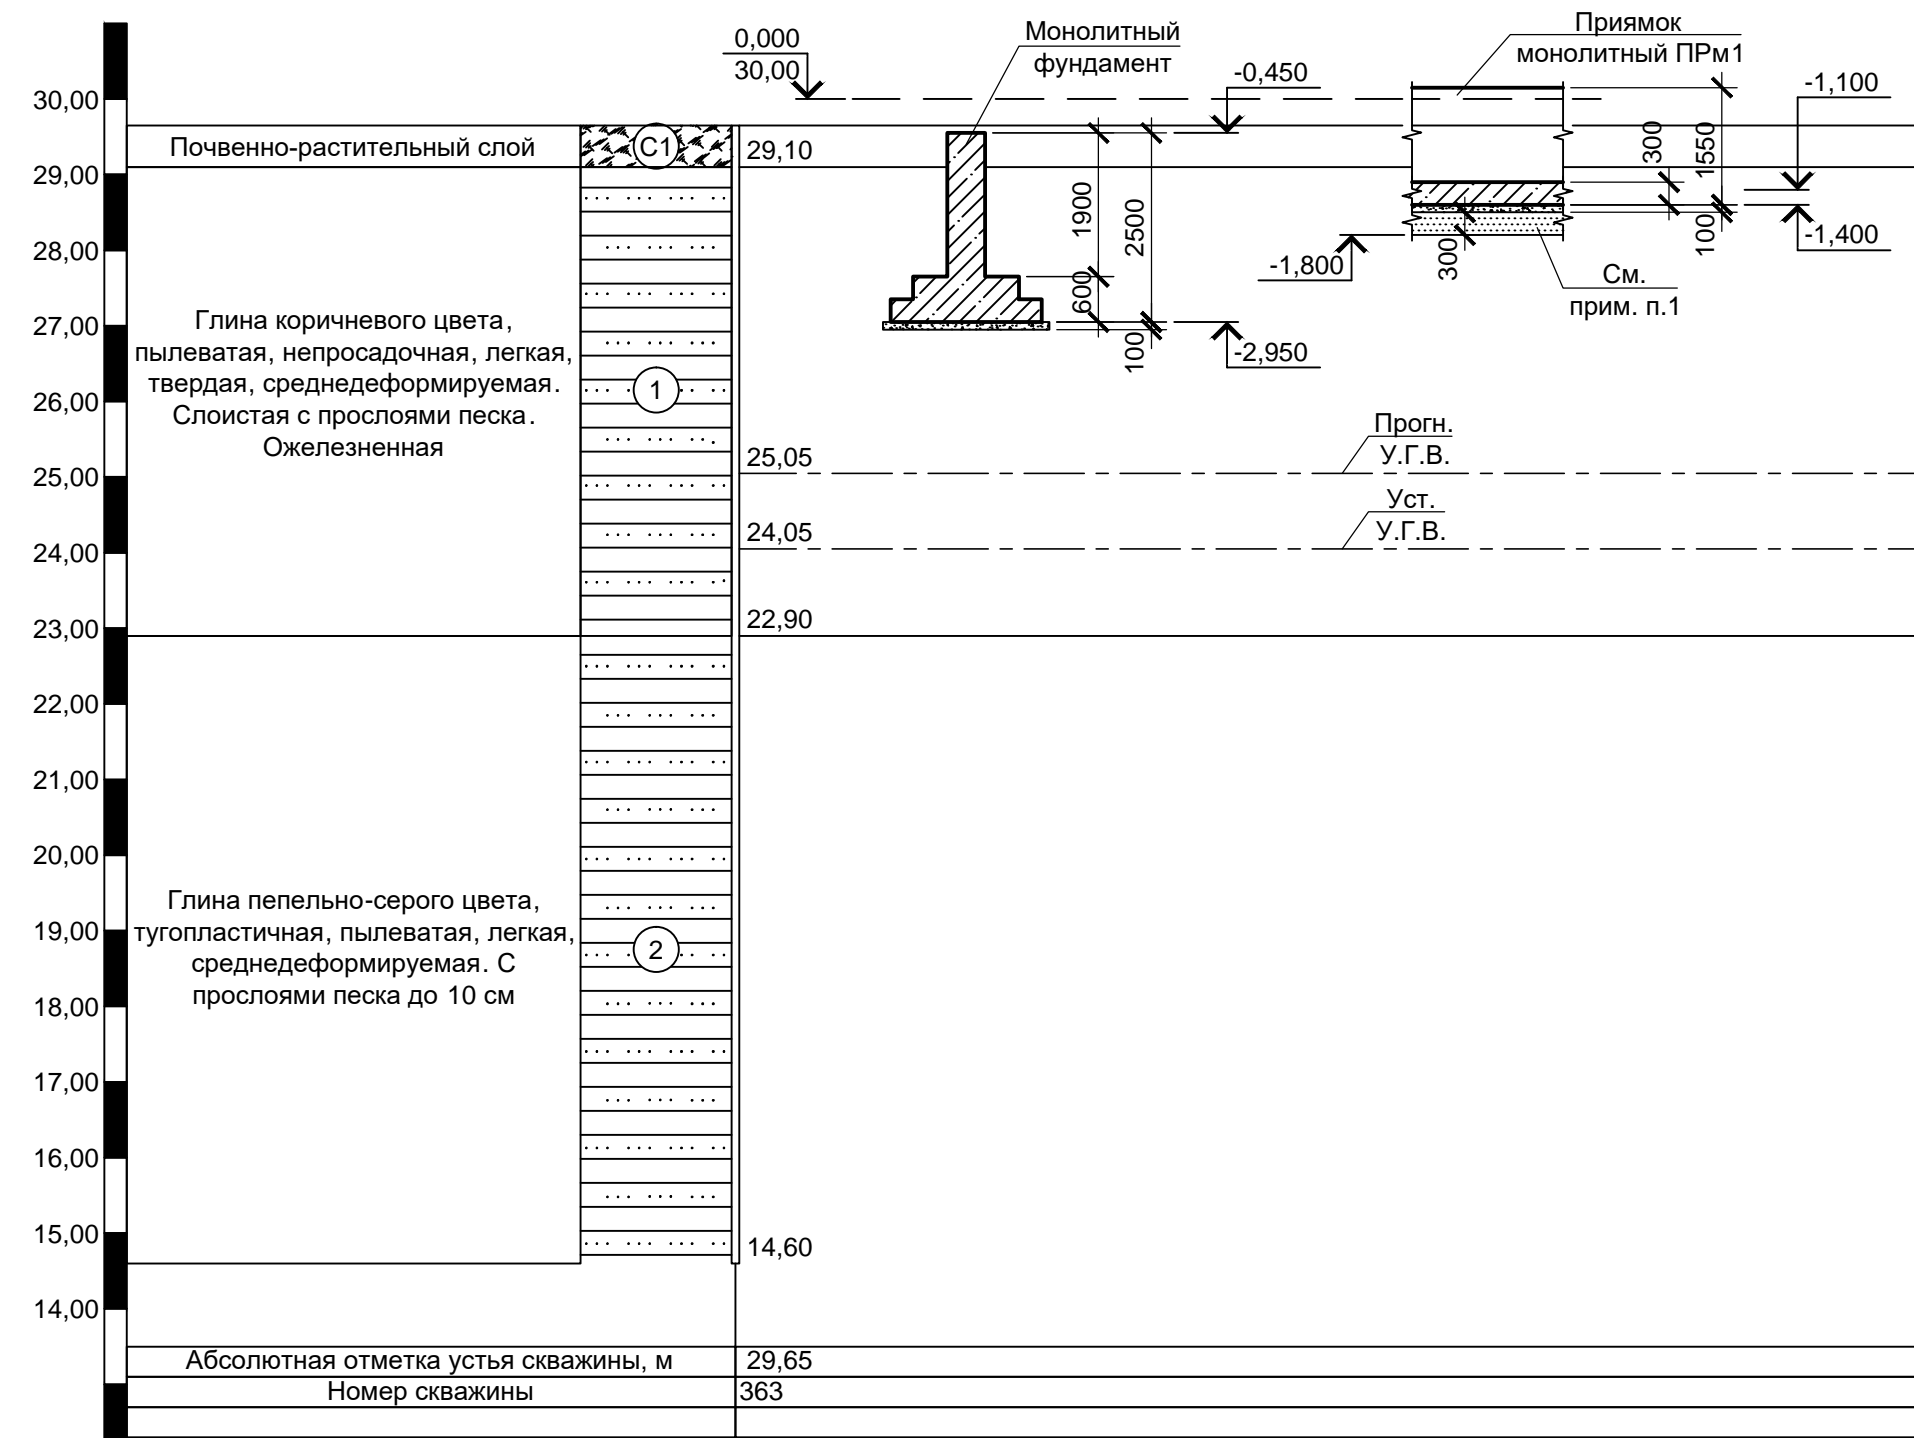 0,000
30,00
Монолитный
фундамент
-0,450
Приямок
монолитный ПРм1
-1,100
30,00
29,00
28,00
27,00
26,00
25,00
24,00
23,00
22,00
21,00
20,00
19,00
18,00
17,00
16,00
15,00
14,00
Почвенно-растительный слой
С1
29,10
1900
2500
600
100
-2,950
300
1550
100
-1,400
-1,800
300
См.
прим. п.1
Глина коричневого цвета,
пылеватая, непросадочная, легкая,
твердая, среднедеформируемая.
Слоистая с прослоями песка.
Ожелезненная
1
25,05
Прогн.
У.Г.В.
24,05
Уст.
У.Г.В.
22,90
Глина пепельно-серого цвета,
тугопластичная, пылеватая, легкая,
среднедеформируемая. С
прослоями песка до 10 см
2
14,60
Абсолютная отметка устья скважины, м
29,65
Номер скважины
363